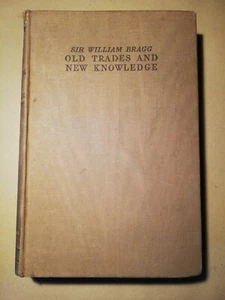 SIR WILLIAM BRAGG
OLD TRADES AND
NEW KNOWLEDGE